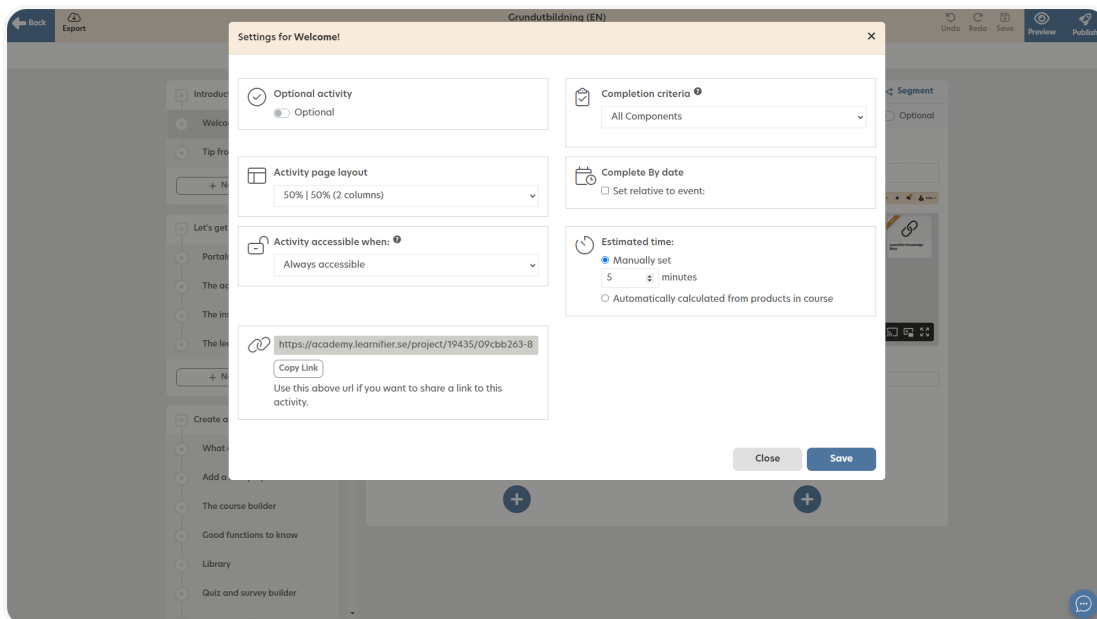 Back
Export
Grundutbildning (EN)
Undo
Redo
Save
Preview
Publish
Settings for Welcome!
Optional activity
Optional
Completion criteria
All Components
Activity page layout
50% | 50% (2 columns)
Complete By date
Set relative to event:
Activity accessible when:
Always accessible
Estimated time:
Manually set
5 minutes
Automatically calculated from products in course
https://academy.learnifier.se/project/19435/09cbb263-8
Copy Link
Use this above url if you want to share a link to this
activity.
Close
Save
Introduc
Welco
Tip fro
+ N
Let's get
Portals
The ac
The ins
The le
+ N
Create a
What
Add a
The course builder
Good functions to know
Library
Quiz and survey builder
Segment
Optional